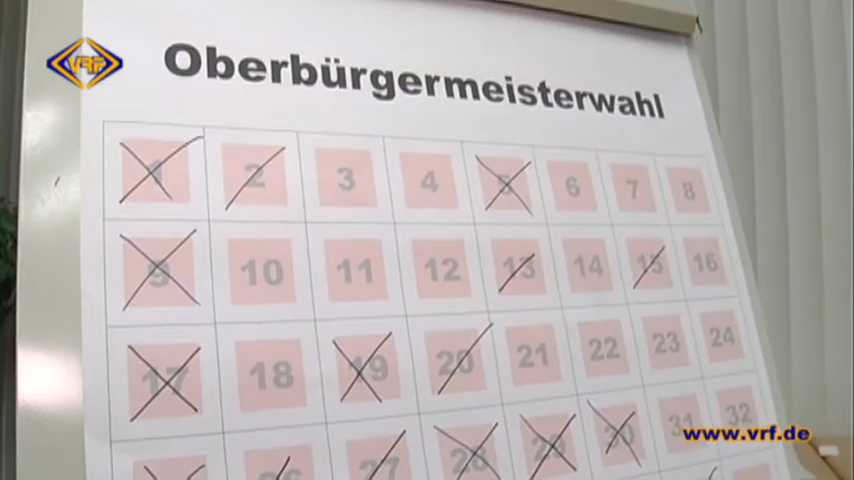 VRF
Oberbürgermeisterwahl
1 2 3 4 5 6 7 8
9 10 11 12 13 14 15 16
17 18 19 20 21 22 23 24
26 27 28 29 30 31 32
www.vrf.de